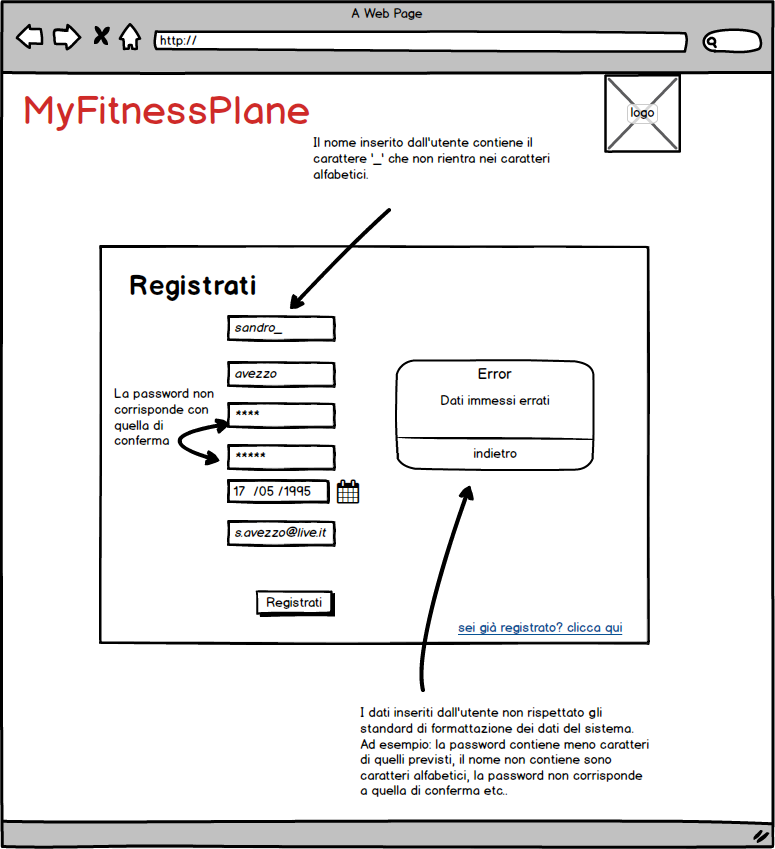 A Web Page
http://
MyFitnessPlane
logo
Il nome inserito dall'utente contiene il
carattere '_' che non rientra nei caratteri
alfabetici.
Registrati
sandro_
avezzo
La password non
corrisponde con
quella di
conferma
****
*****
17 /05 /1995
s.avezzo@live.it
Error
Dati immessi errati
indietro
Registrati
sei già registrato? clicca qui
I dati inseriti dall'utente non rispettato gli
standard di formattazione dei dati del sistema.
Ad esempio: la password contiene meno caratteri
di quelli previsti, il nome non contiene sono
caratteri alfabetici, la password non corrisponde
a quella di conferma etc..